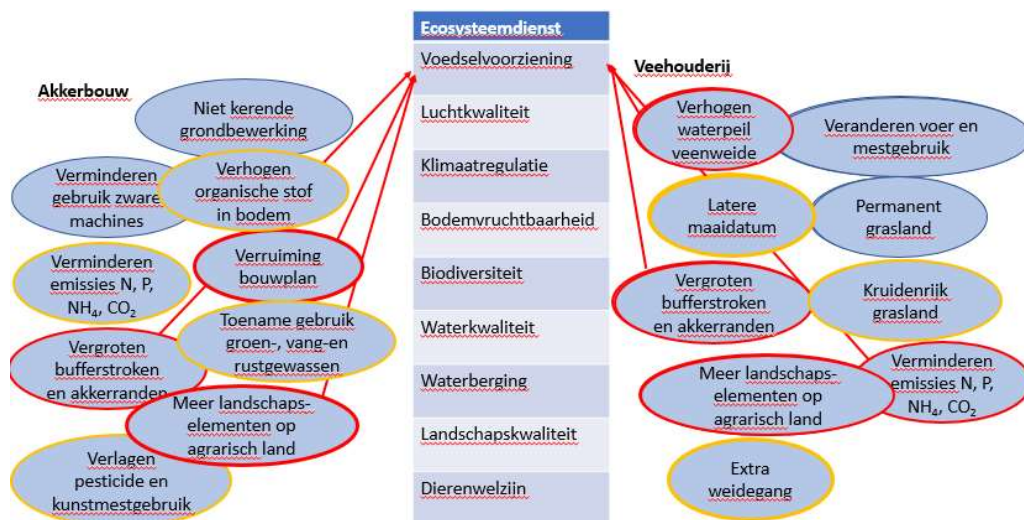 Akkerbouw
Niet kerende
grondbewerking
Verminderen
gebruik zware
machines
Verhogen
organische stof
in bodem
Verminderen
emissies N, P,
NH₄, CO₂
Verruiming
bouwplan
Toename gebruik
groen-, vang-en
rustgewassen
Vergroten
bufferstroken
en akkerranden
Meer landschaps-
elementen op
agrarisch land
Verlagen
pesticide en
kunstmestgebruik
Ecosysteemdienst
Voedselvoorziening
Luchtkwaliteit
Klimaatregulatie
Bodemvruchtbaarheid
Biodiversiteit
Waterkwaliteit
Waterberging
Landschapskwaliteit
Dierenwelzijn
Veehouderij
Verhogen
waterpeil
veenweide
Veranderen voer en
mestgebruik
Latere
maaidatum
Permanent
grasland
Vergroten
bufferstroken
en akkerranden
Kruidenrijk
grasland
Meer landschaps-
elementen op
agrarisch land
Verminderen
emissies N, P,
NH₄, CO₂
Extra
weidegang